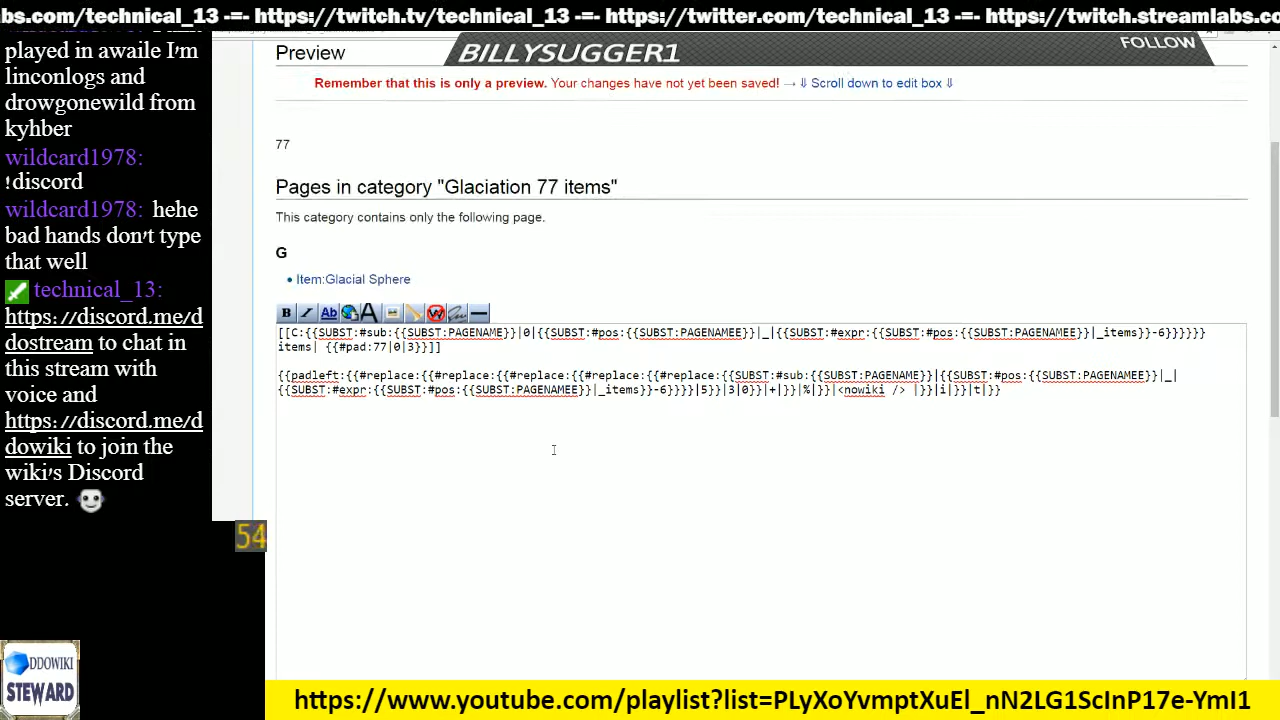 bs.com/technical_13 -=- https://twitch.tv/technical_13 -=- https://twitter.com/technical_13 -=- https://twitch.streamlabs.co
played in awaile I'm
linconlogs and
drowgonewild from
kyhber
wildcard1978:
!discord
wildcard1978: hehe
bad hands don't type
that well
technical_13:
https://discord.me/d
dostream to chat in
this stream with
voice and
https://discord.me/d
dowiki to join the
wiki's Discord
server.
DDOWIKI
STEWARD
54
Preview
BILLYSUGGER1
FOLLOW
Remember that this is only a preview. Your changes have not yet been saved! → ⇓ Scroll down to edit box ⇓
77
Pages in category "Glaciation 77 items"
This category contains only the following page.
G
• Item:Glacial Sphere
[[C:{{SUBST:#sub:{{SUBST:PAGENAME}}|0|{{SUBST:#pos:{{SUBST:PAGENAMEE}}|_|{{SUBST:#expr:{{SUBST:#pos:{{SUBST:PAGENAMEE}}|_items}}-6}}}}}}
items| {{#pad:77|0|3}}]]
{{padleft:{{#replace:{{#replace:{{#replace:{{#replace:{{#replace:{{SUBST:#sub:{{SUBST:PAGENAME}}|{{SUBST:#pos:{{SUBST:PAGENAMEE}}|_|
{{SUBST:#expr:{{SUBST:#pos:{{SUBST:PAGENAMEE}}|_items}}-6}}}}|5}}|3|0}}|+|}}|%|}}|<nowiki /> |}}|i|}}|t|}}
https://www.youtube.com/playlist?list=PLyXoYvmptXuEl_nN2LG1ScInP17e-YmI1